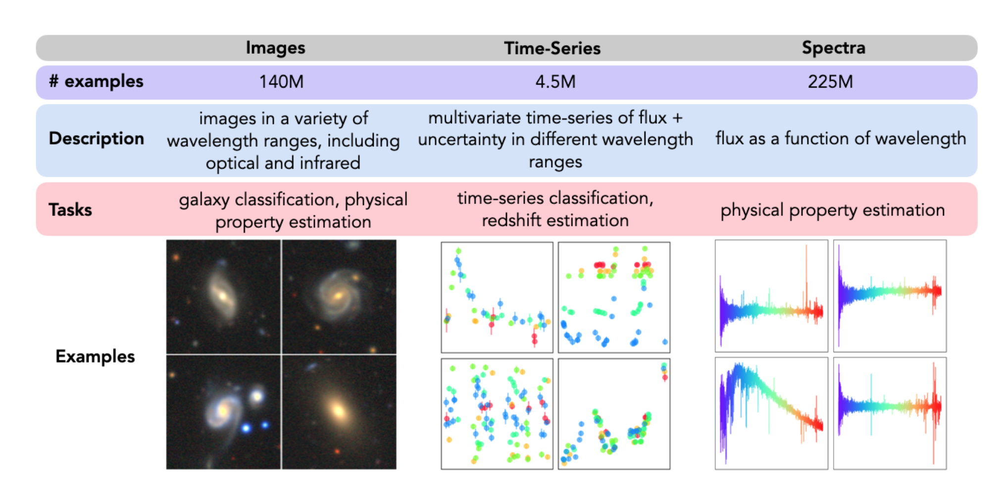 Images Time-Series Spectra
# examples 140M 4.5M 225M
Description
images in a variety of
wavelength ranges, including
optical and infrared
multivariate time-series of flux +
uncertainty in different wavelength
ranges
flux as a function of wavelength
Tasks
galaxy classification, physical
property estimation
time-series classification,
redshift estimation
physical property estimation
Examples